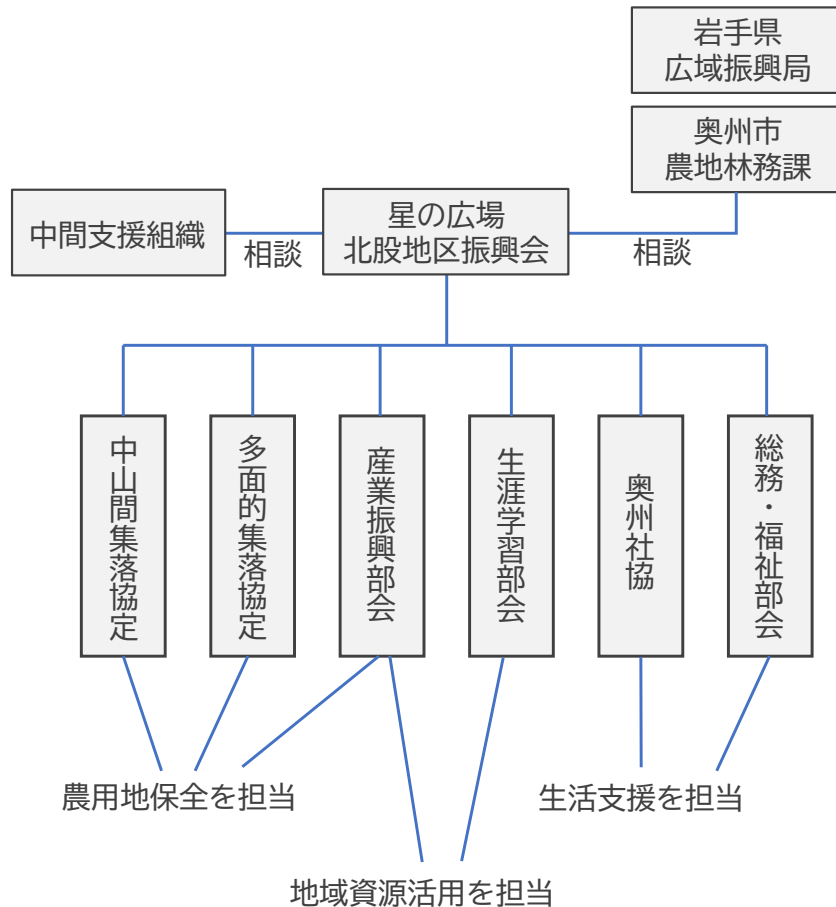 岩手県
広域振興局
奥州市
農地林務課
中間支援組織
相談
星の広場
北股地区振興会
相談
中山間集落協定
多面的集落協定
産業振興部会
生涯学習部会
奥州社協
総務・福祉部会
農用地保全を担当
生活支援を担当
地域資源活用を担当